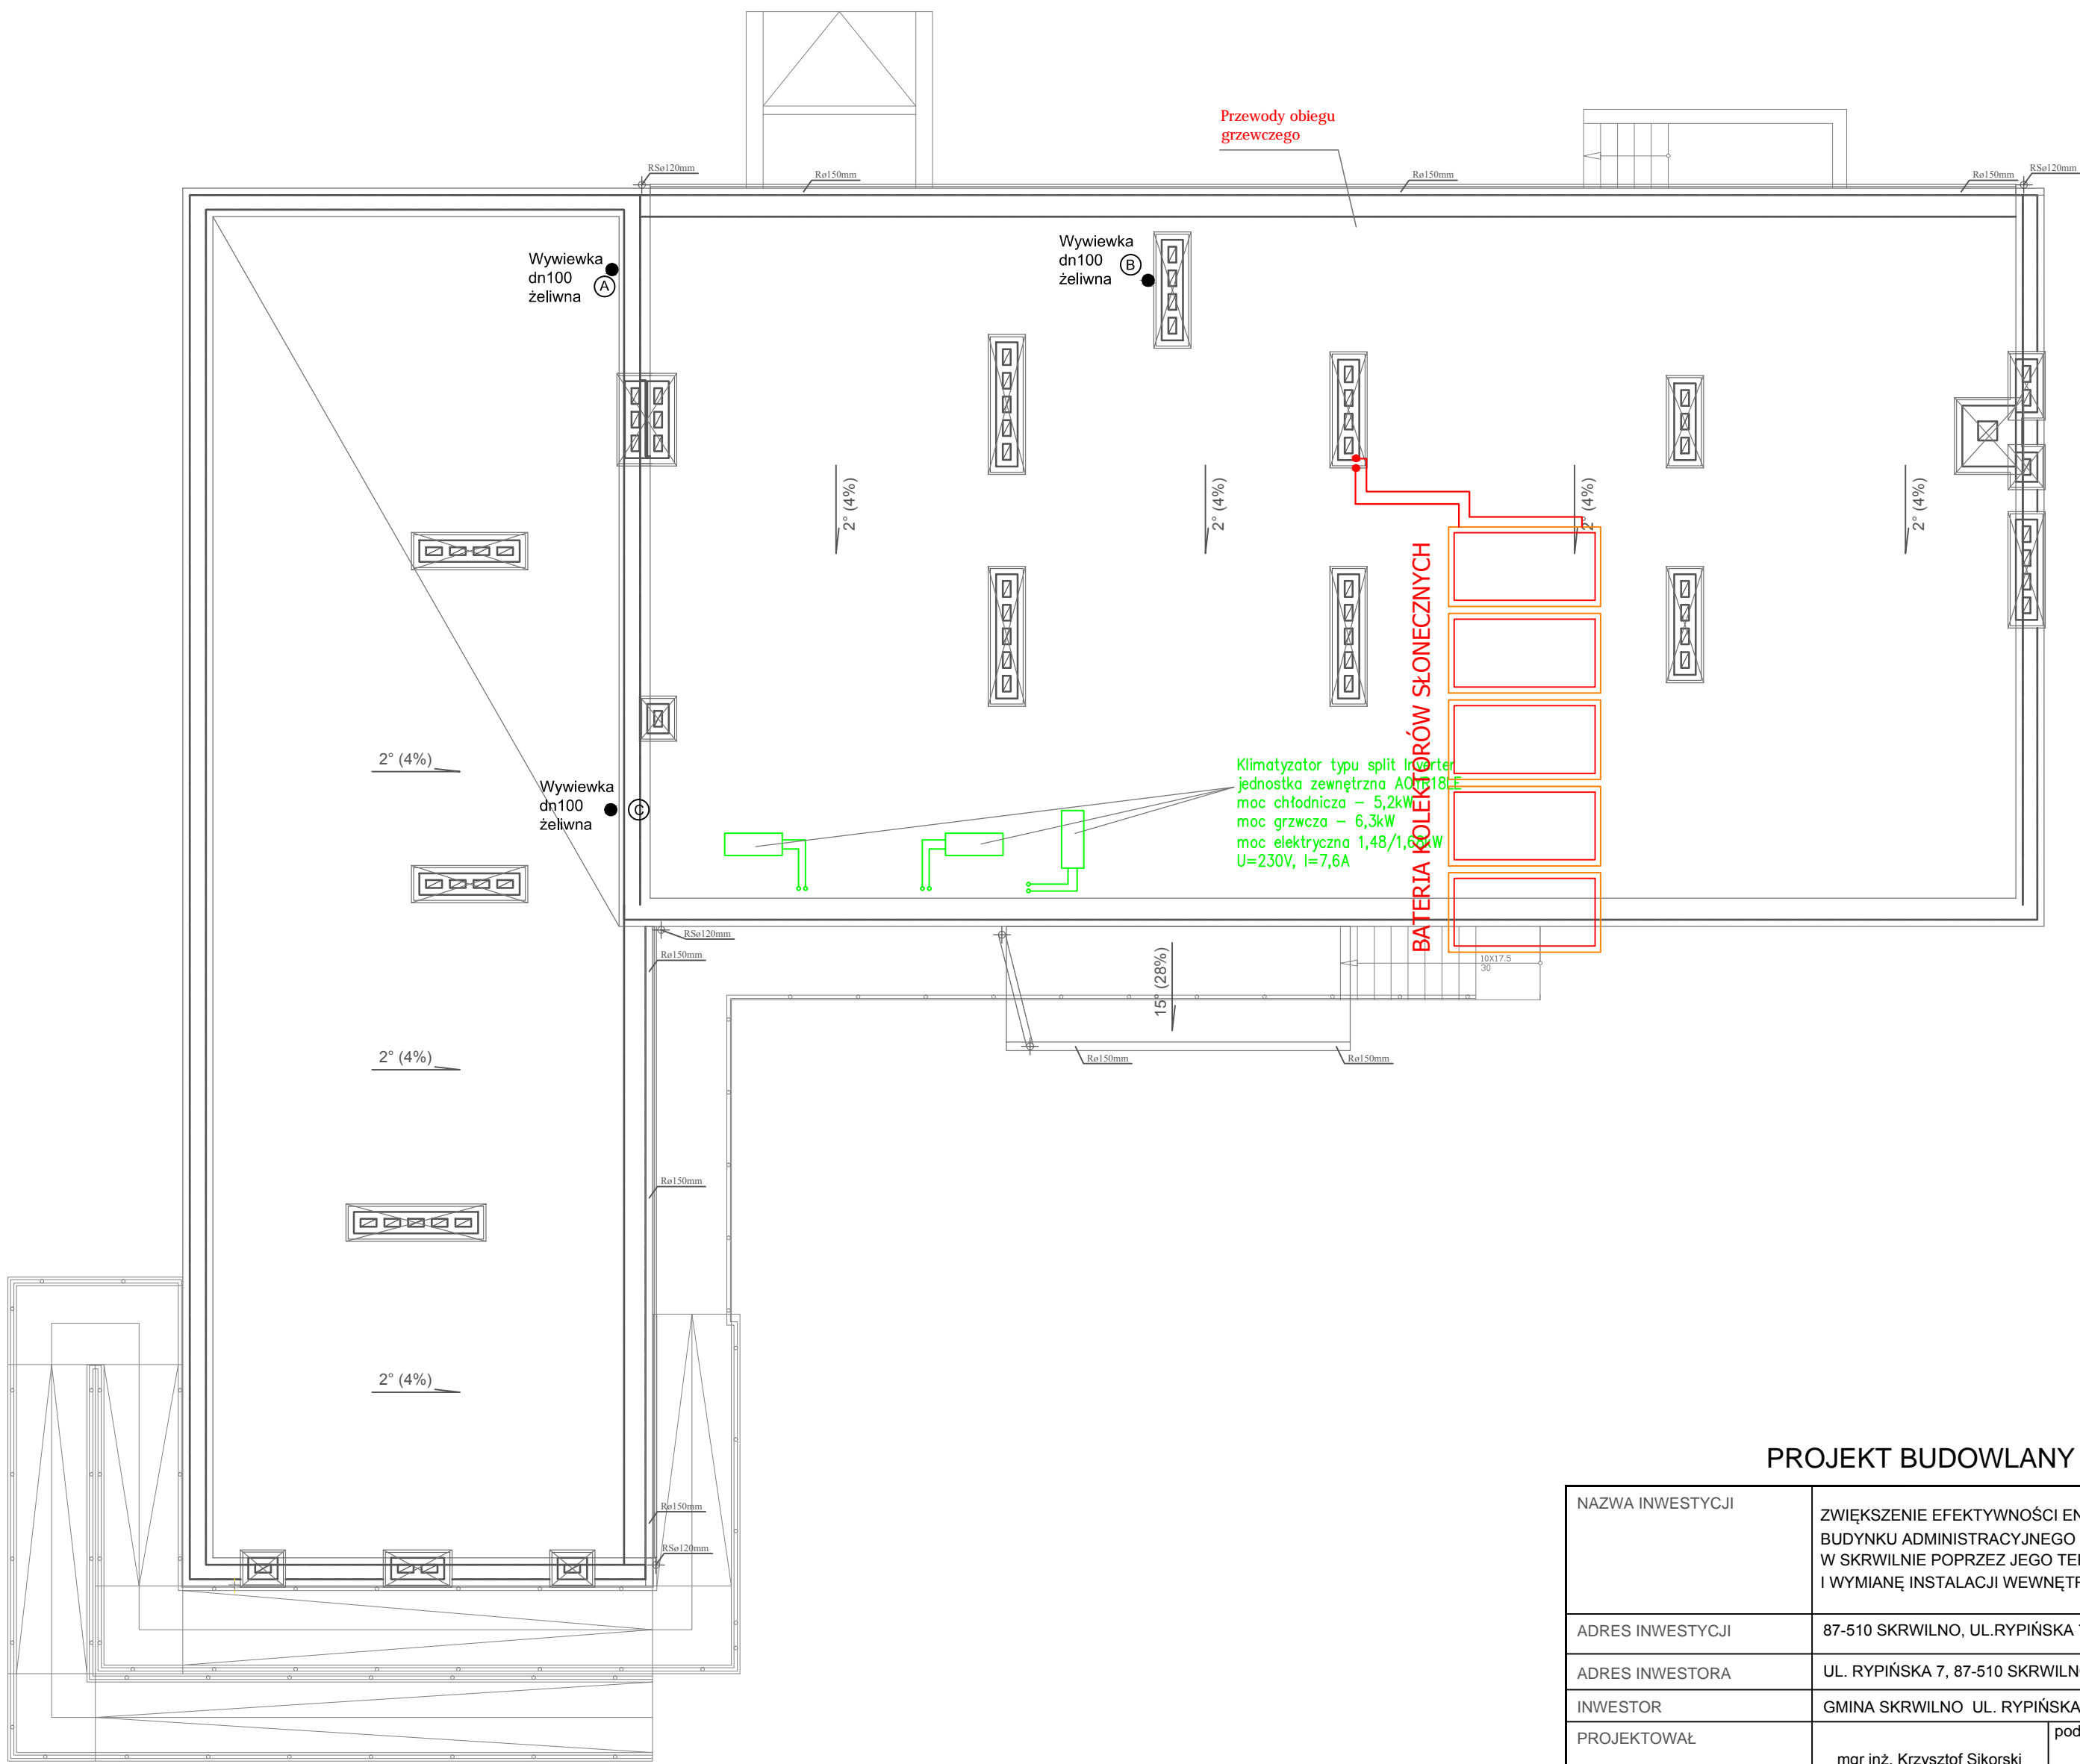 Przewody obiegu
grzewczego
RSø120mm
Rø150mm
Rø150mm
Rø150mm
RSø120mm
Wywiewka
dn100
żeliwna
A
Wywiewka
dn100
żeliwna
B
2° (4%)
2° (4%)
2° (4%)
2° (4%)
BATERIA KOLEKTORÓW SŁONECZNYCH
2° (4%)
Wywiewka
dn100
żeliwna
C
Klimatyzator typu split Inverter
jednostka zewnętrzna
moc chłodnicza – 5,2kW
moc grzwcza – 6,3kW
moc elektryczna
U=230V, I=7,6A
RSø120mm
Rø150mm
15° (28%)
10X17.5
30
Rø150mm
Rø150mm
2° (4%)
Rø150mm
2° (4%)
Rø150mm
RSø120mm
PROJEKT BUDOWLANY
NAZWA INWESTYCJI
ZWIĘKSZENIE EFEKTYWNOŚCI
BUDYNKU ADMINISTRACYJNEGO
W SKRWILNIE POPRZEZ JEGO
I WYMIANĘ INSTALACJI
ADRES INWESTYCJI
87-510 SKRWILNO, UL.RYPIŃSKA
ADRES INWESTORA
UL. RYPIŃSKA 7, 87-510
INWESTOR
GMINA SKRWILNO UL. RYPIŃSKA
PROJEKTOWAŁ
mgr inż. Krzysztof Sikorski
pod